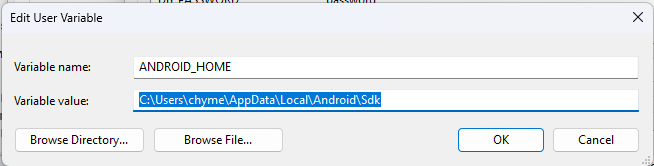 Edit User Variable
Variable name:
ANDROID_HOME
Variable value:
C:\Users\chyme\AppData\Local\Android\Sdk
Browse Directory...
Browse File...
OK
Cancel